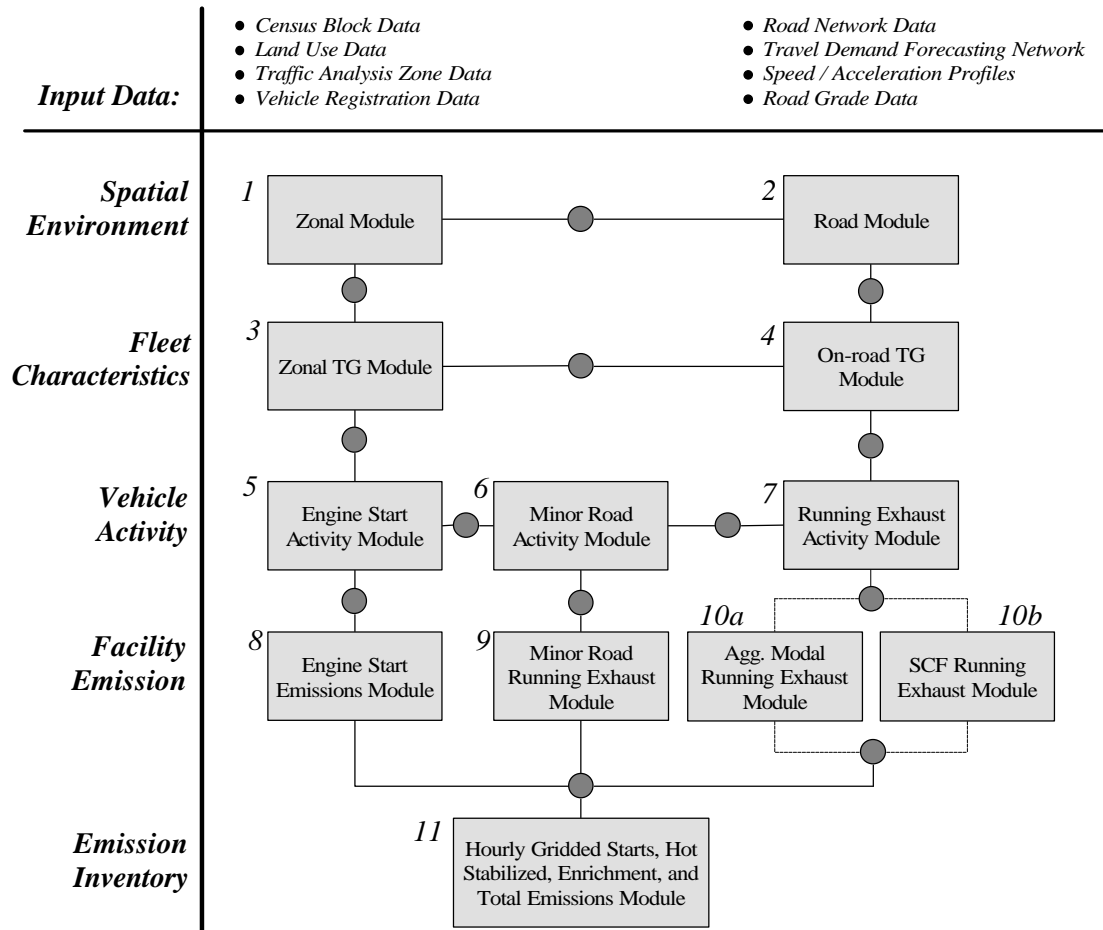 ● Census Block Data
● Land Use Data
● Traffic Analysis Zone Data
● Vehicle Registration Data
● Road Network Data
● Travel Demand Forecasting Network
● Speed / Acceleration Profiles
● Road Grade Data
Input Data:
Spatial
Environment
1
Zonal Module
2
Road Module
Fleet
Characteristics
3
Zonal TG Module
4
On-road TG
Module
Vehicle
Activity
5
Engine Start
Activity Module
6
Minor Road
Activity Module
7
Running Exhaust
Activity Module
Facility
Emission
8
Engine Start
Emissions Module
9
Minor Road
Running Exhaust
Module
10a
Agg. Modal
Running Exhaust
Module
10b
SCF Running
Exhaust Module
Emission
Inventory
11
Hourly Gridded Starts, Hot
Stabilized, Enrichment, and
Total Emissions Module